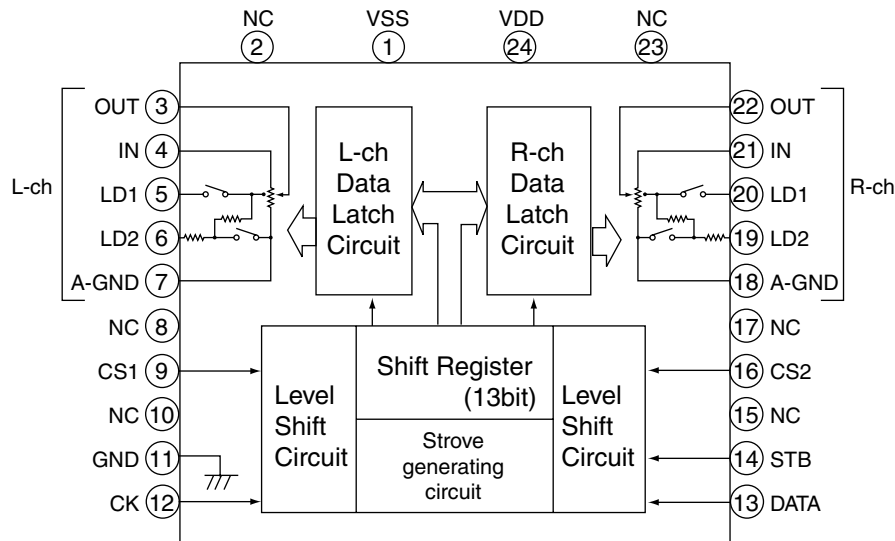 NC VSS VDD NC
2 1 24 23
OUT 3
IN 4
L-ch
LD1 5
LD2 6
A-GND 7
NC 8
CS1 9
NC 10
GND 11
CK 12
L-ch
Data
Latch
Circuit
R-ch
Data
Latch
Circuit
Level
Shift
Circuit
Shift Register
(13bit)
Strove
generating
circuit
Level
Shift
Circuit
22 OUT
21 IN
R-ch
20 LD1
19 LD2
18 A-GND
17 NC
16 CS2
15 NC
14 STB
13 DATA